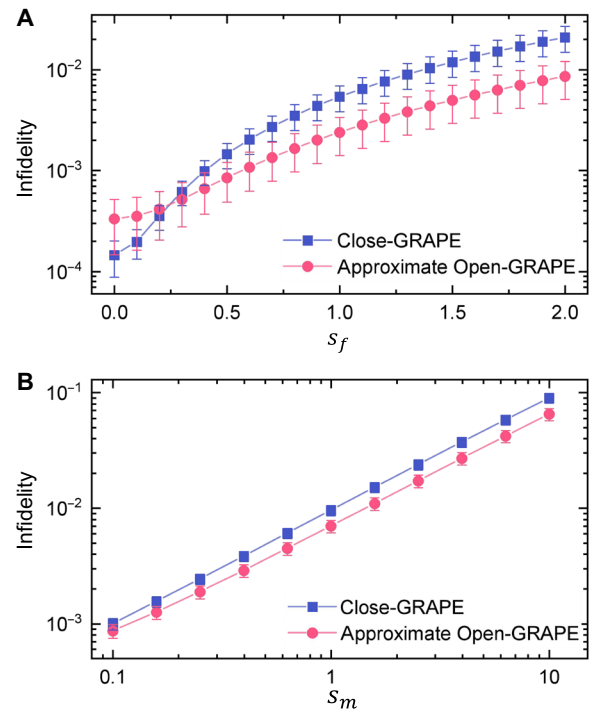 A
Infidelity
10⁻²
10⁻³
10⁻⁴
Close-GRAPE
Approximate Open-GRAPE
0.0 0.5 1.0 1.5 2.0
s_f
B
Infidelity
10⁻¹
10⁻²
10⁻³
Close-GRAPE
Approximate Open-GRAPE
0.1 1 10
s_m